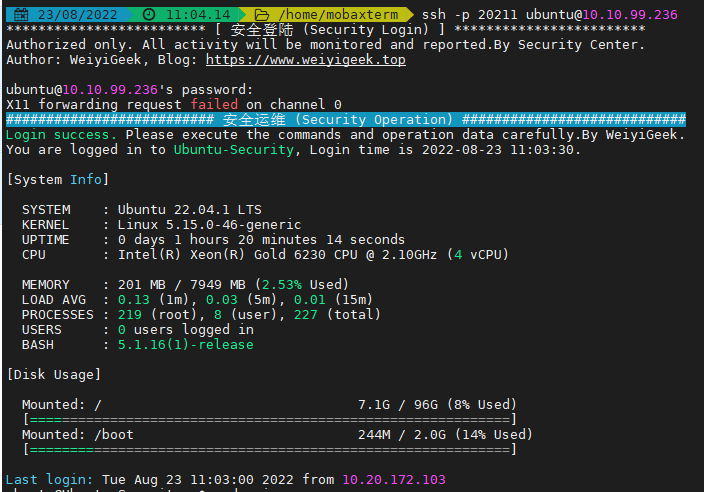 23/08/2022 11:04.14 /home/mobaxterm ssh -p 20211 ubuntu@10.10.99.236
************************* [ 安全登陆 (Security Login) ] ************************
Authorized only. All activity will be monitored and reported.By Security Center.
Author: WeiyiGeek, Blog: https://www.weiyigeek.top
ubuntu@10.10.99.236's password:
X11 forwarding request failed on channel 0
########################## 安全运维 (Security Operation) ############################
Login success. Please execute the commands and operation data carefully.By WeiyiGeek.
You are logged in to Ubuntu-Security, Login time is 2022-08-23 11:03:30.
[System Info]
SYSTEM    : Ubuntu 22.04.1 LTS
KERNEL    : Linux 5.15.0-46-generic
UPTIME    : 0 days 1 hours 20 minutes 14 seconds
CPU       : Intel(R) Xeon(R) Gold 6230 CPU @ 2.10GHz (4 vCPU)
MEMORY    : 201 MB / 7949 MB (2.53% Used)
LOAD AVG  : 0.13 (1m), 0.03 (5m), 0.01 (15m)
PROCESSES : 219 (root), 8 (user), 227 (total)
USERS     : 0 users logged in
BASH      : 5.1.16(1)-release
[Disk Usage]
Mounted: /                                7.1G / 96G (8% Used)
[============================================================]
Mounted: /boot                            244M / 2.0G (14% Used)
[============================================================]
Last login: Tue Aug 23 11:03:00 2022 from 10.20.172.103